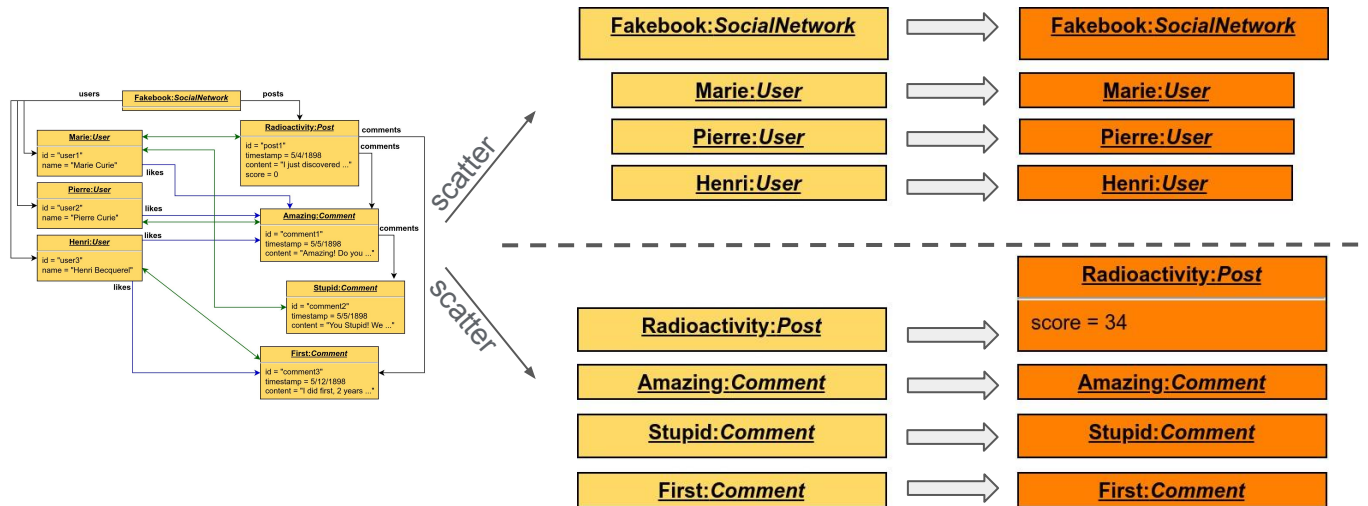 users
Fakebook:SocialNetwork
posts
Marie:User
id = "user1"
name = "Marie Curie"
likes
Pierre:User
id = "user2"
name = "Pierre Curie"
likes
Henri:User
id = "user3"
name = "Henri Becquerel"
likes
likes
Radioactivity:Post
id = "post1"
timestamp = 5/4/1898
content = "I just discovered ..."
score = 0
comments
comments
Amazing:Comment
id = "comment1"
timestamp = 5/5/1898
content = "Amazing! Do you ..."
comments
Stupid:Comment
id = "comment2"
timestamp = 5/5/1898
content = "You Stupid! We ..."
First:Comment
id = "comment3"
timestamp = 5/12/1898
content = "I did first, 2 years ..."
scatter
scatter
Fakebook:SocialNetwork
Fakebook:SocialNetwork
Marie:User
Marie:User
Pierre:User
Pierre:User
Henri:User
Henri:User
Radioactivity:Post
Radioactivity:Post
score = 34
Amazing:Comment
Amazing:Comment
Stupid:Comment
Stupid:Comment
First:Comment
First:Comment